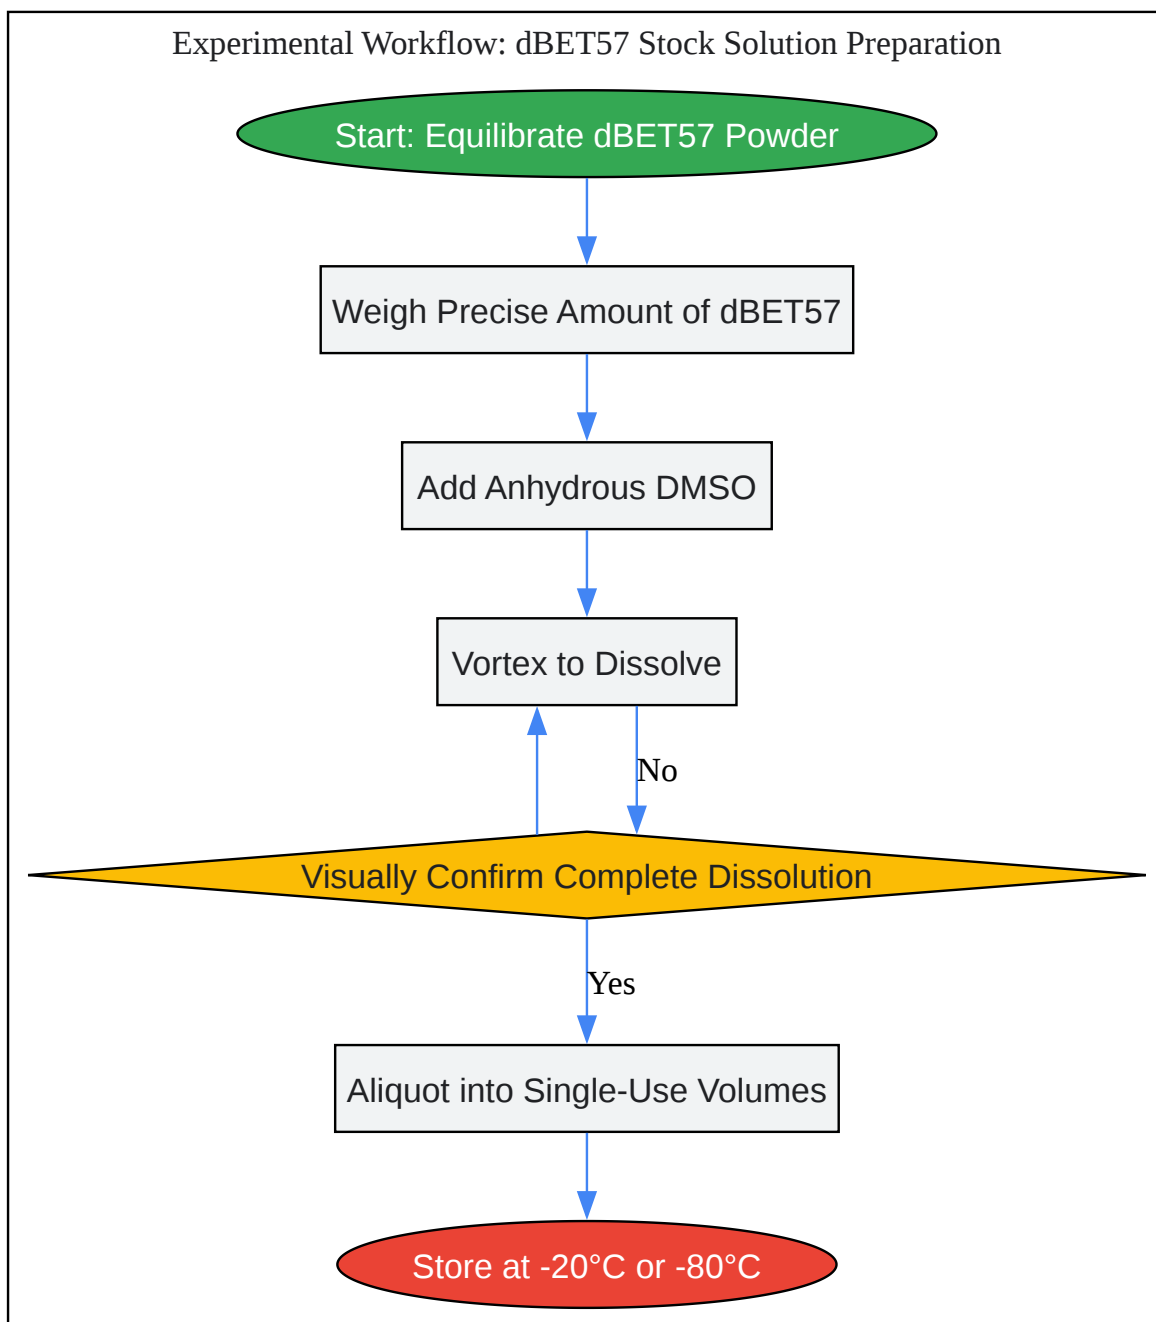 Experimental Workflow: dBET57 Stock Solution Preparation
Start: Equilibrate dBET57 Powder
Weigh Precise Amount of dBET57
Add Anhydrous DMSO
Vortex to Dissolve
No
Visually Confirm Complete Dissolution
Yes
Aliquot into Single-Use Volumes
Store at -20°C or -80°C